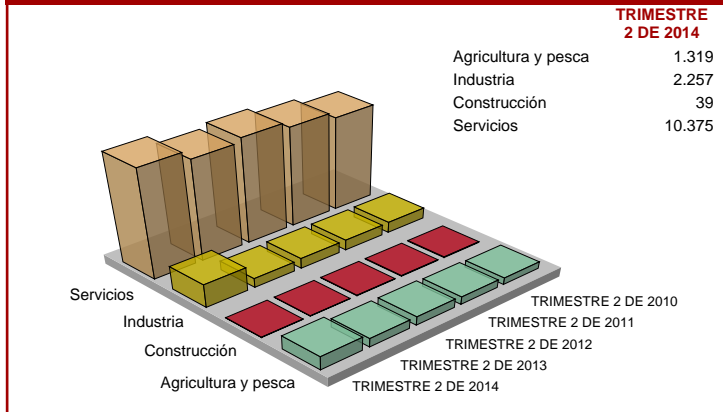 TRIMESTRE
2 DE 2014
Agricultura y pesca 1.319
Industria 2.257
Construcción 39
Servicios 10.375
Servicios
Industria
Construcción
Agricultura y pesca
TRIMESTRE 2 DE 2010
TRIMESTRE 2 DE 2011
TRIMESTRE 2 DE 2012
TRIMESTRE 2 DE 2013
TRIMESTRE 2 DE 2014